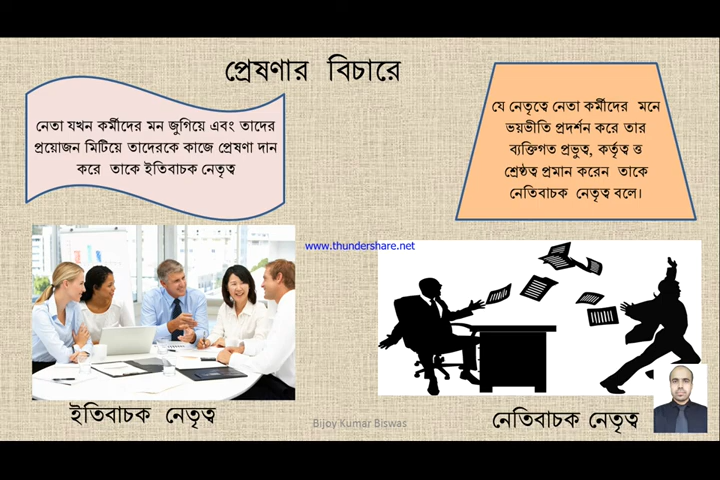 প্রেষণার বিচারে
নেতা যখন কর্মীদের মন জুগিয়ে এবং তাদের
প্রয়োজন মিটিয়ে তাদেরকে কাজে প্রেষণা দান
করে তাকে ইতিবাচক নেতৃত্ব
যে নেতৃত্বে নেতা কর্মীদের মনে
ভয়ভীতি প্রদর্শন করে তার
ব্যক্তিগত প্রভুত্ব, কর্তৃত্ব ত্ত
শ্রেষ্ঠত্ব প্রমান করেন তাকে
নেতিবাচক নেতৃত্ব বলে।
www.thundershare.net
ইতিবাচক নেতৃত্ব
নেতিবাচক নেতৃত্ব
Bijoy Kumar Biswas